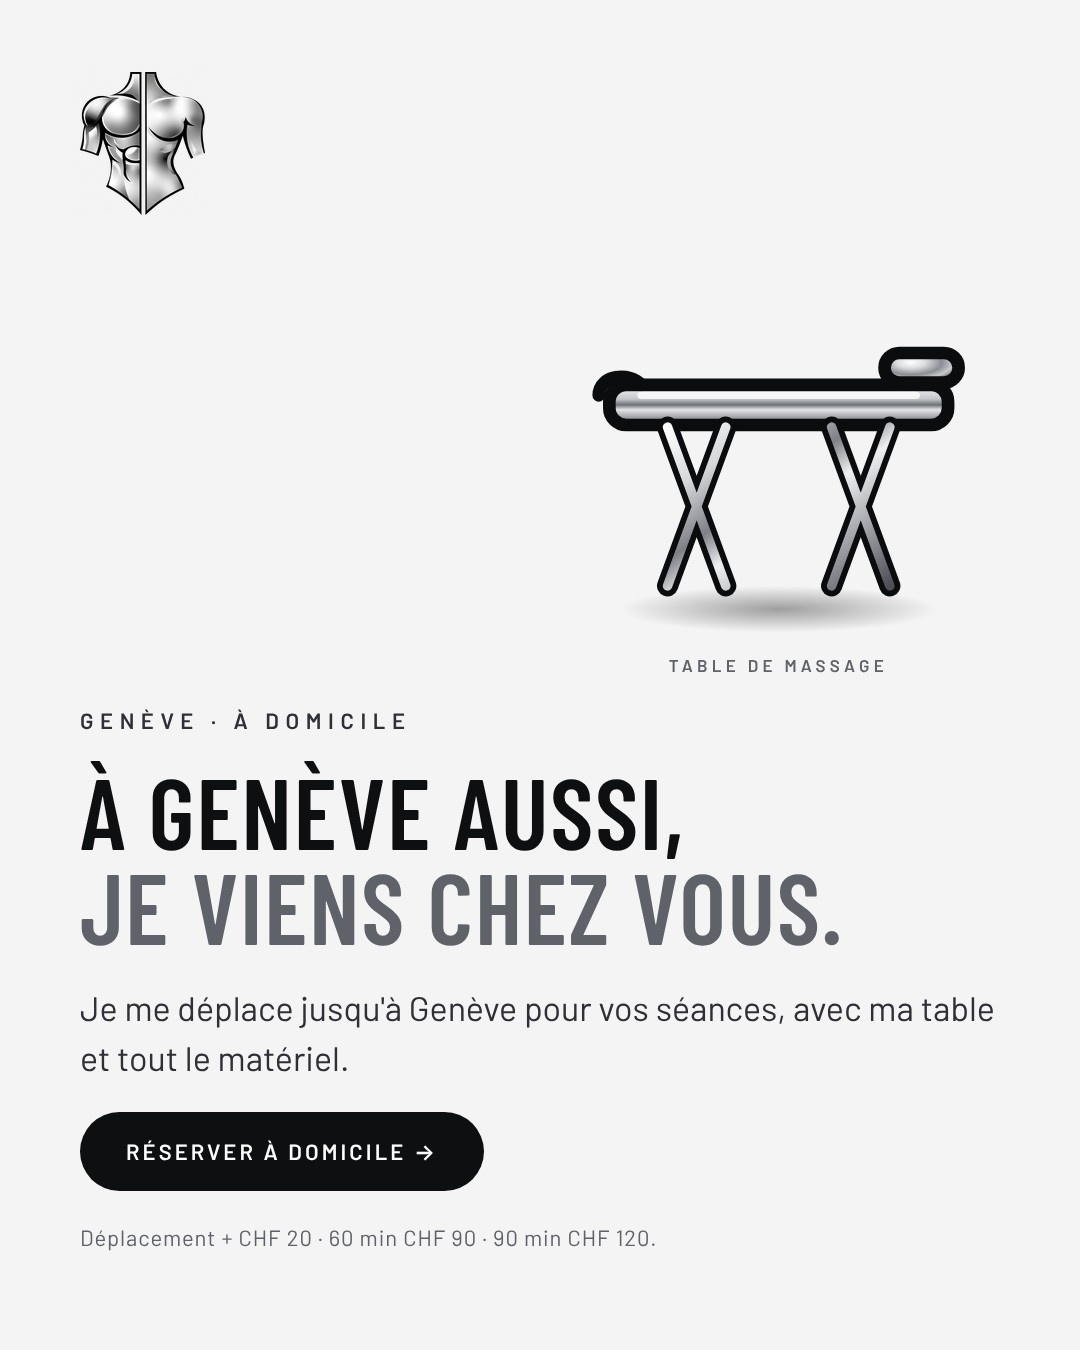 TABLE DE MASSAGE
GENÈVE · À DOMICILE
À GENÈVE AUSSI,
JE VIENS CHEZ VOUS.
Je me déplace jusqu'à Genève pour vos séances, avec ma table
et tout le matériel.
RÉSERVER À DOMICILE →
Déplacement + CHF 20 · 60 min CHF 90 · 90 min CHF 120.